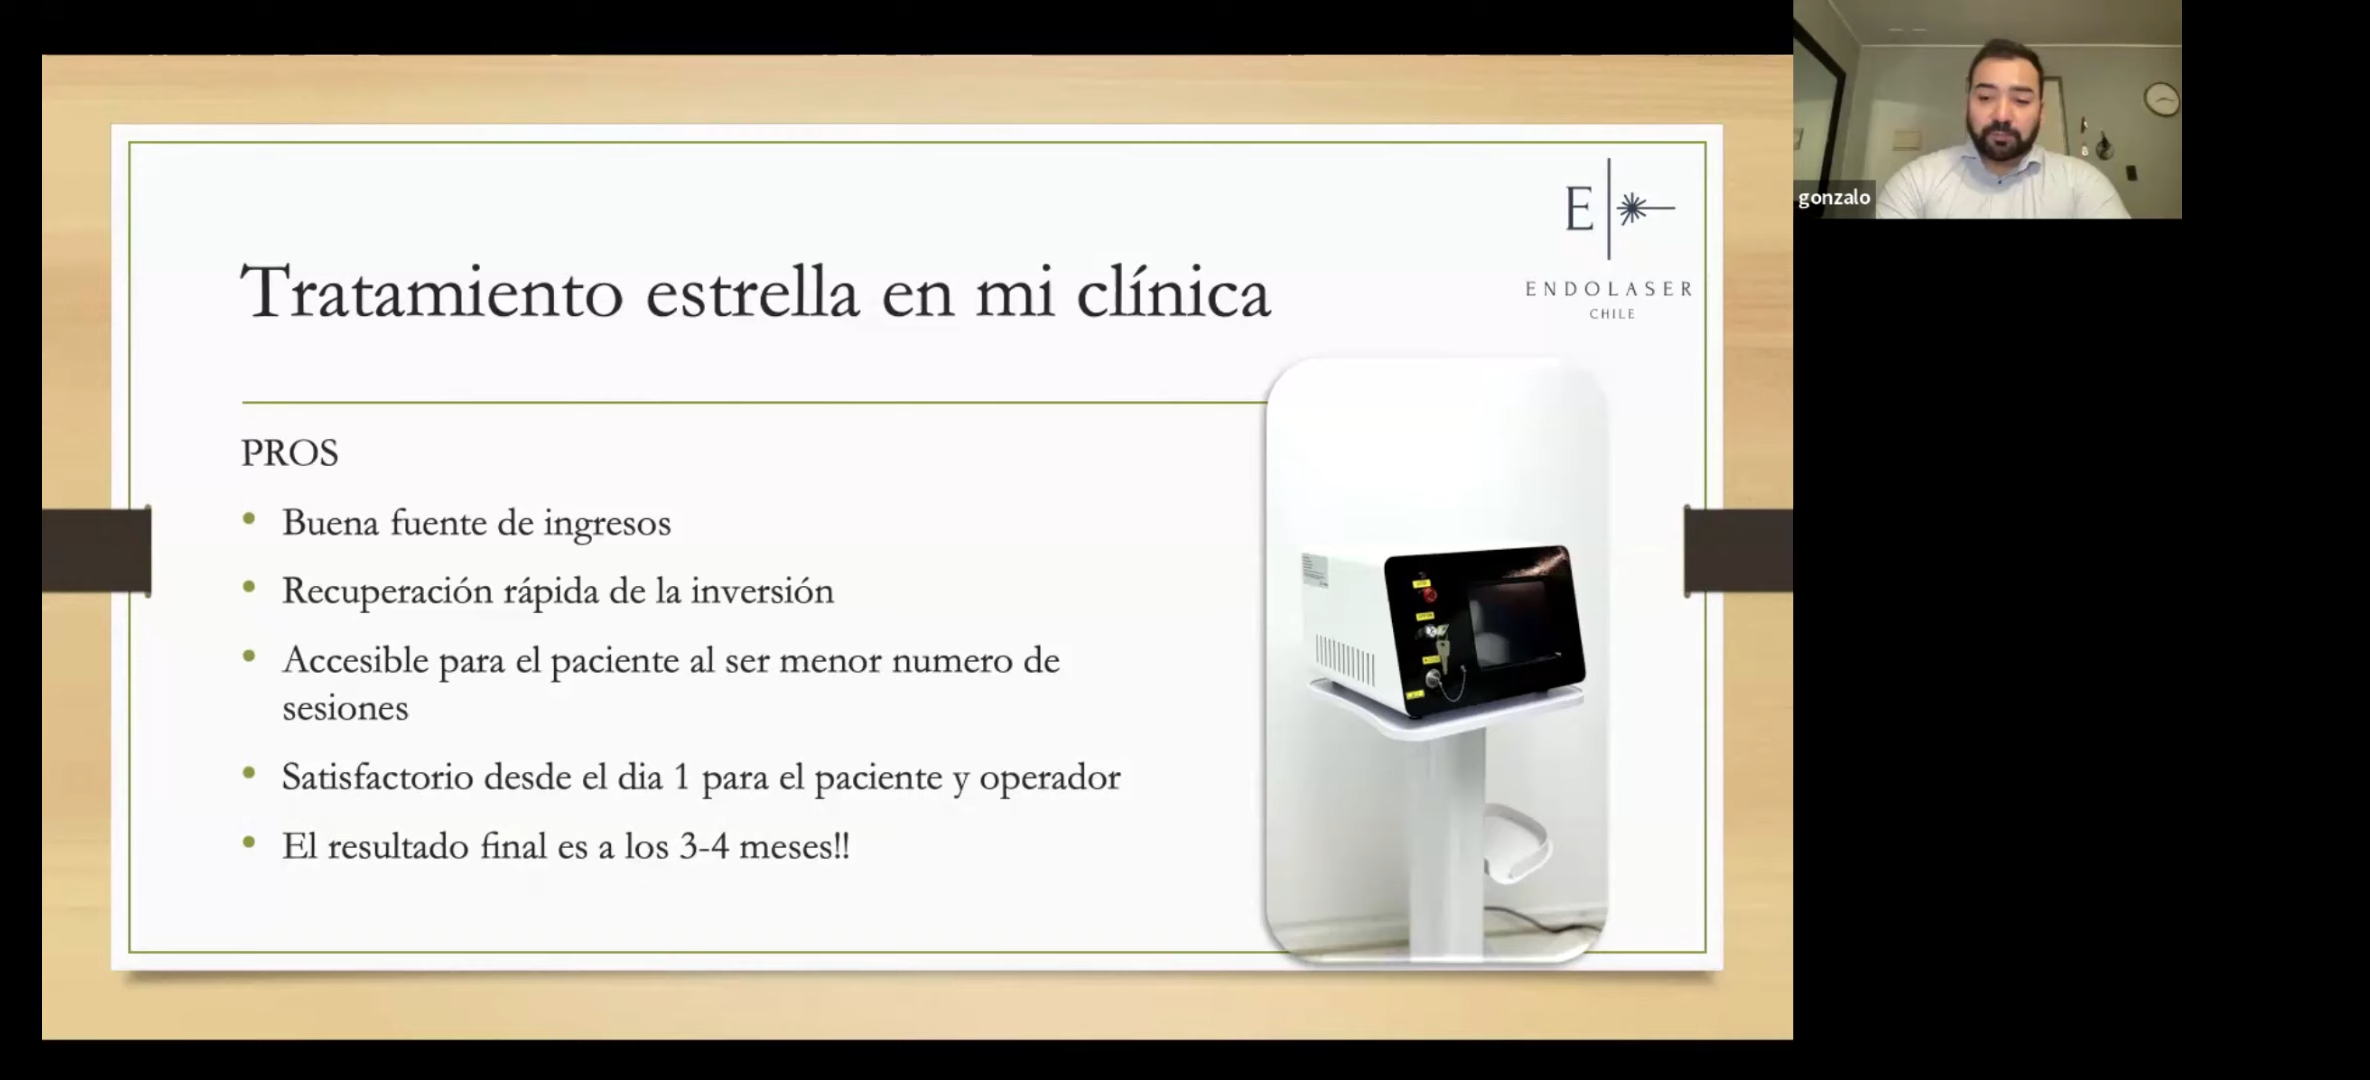 gonzalo
E
ENDOLASER
CHILE
Tratamiento estrella en mi clínica
PROS
• Buena fuente de ingresos
• Recuperación rápida de la inversión
• Accesible para el paciente al ser menor numero de
sesiones
• Satisfactorio desde el dia 1 para el paciente y operador
• El resultado final es a los 3-4 meses!!